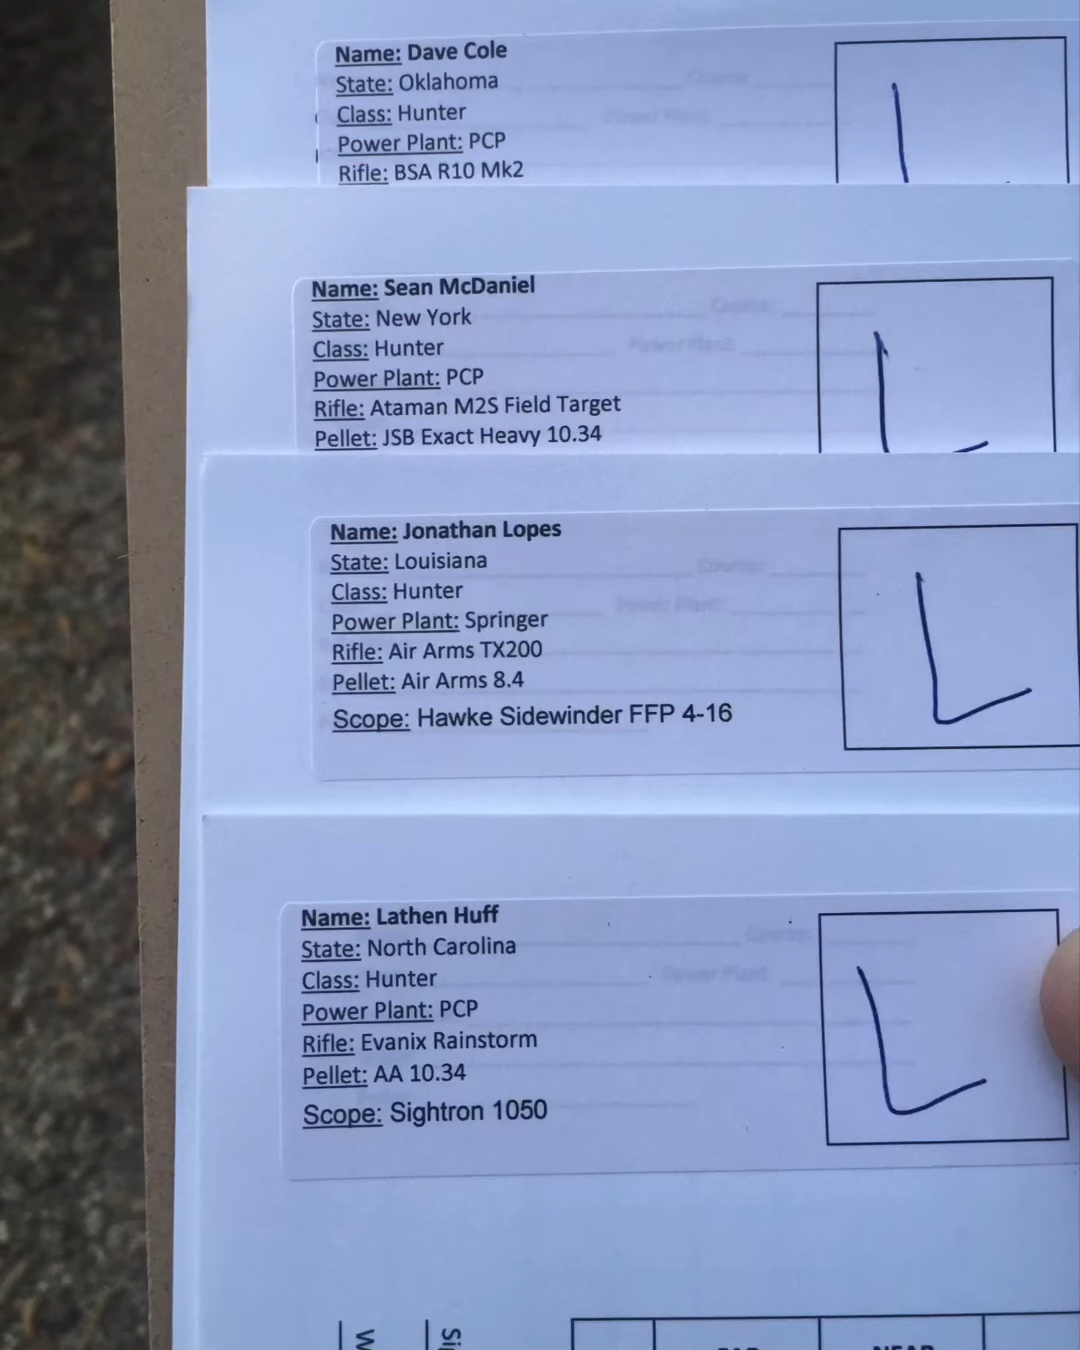 Name: Dave Cole
State: Oklahoma
Class: Hunter
Power Plant: PCP
Rifle: BSA R10 Mk2
L
Name: Sean McDaniel
State: New York
Class: Hunter
Power Plant: PCP
Rifle: Ataman M2S Field Target
Pellet: JSB Exact Heavy 10.34
L
Name: Jonathan Lopes
State: Louisiana
Class: Hunter
Power Plant: Springer
Rifle: Air Arms TX200
Pellet: Air Arms 8.4
Scope: Hawke Sidewinder FFP 4-16
L
Name: Lathen Huff
State: North Carolina
Class: Hunter
Power Plant: PCP
Rifle: Evanix Rainstorm
Pellet: AA 10.34
Scope: Sightron 1050
L